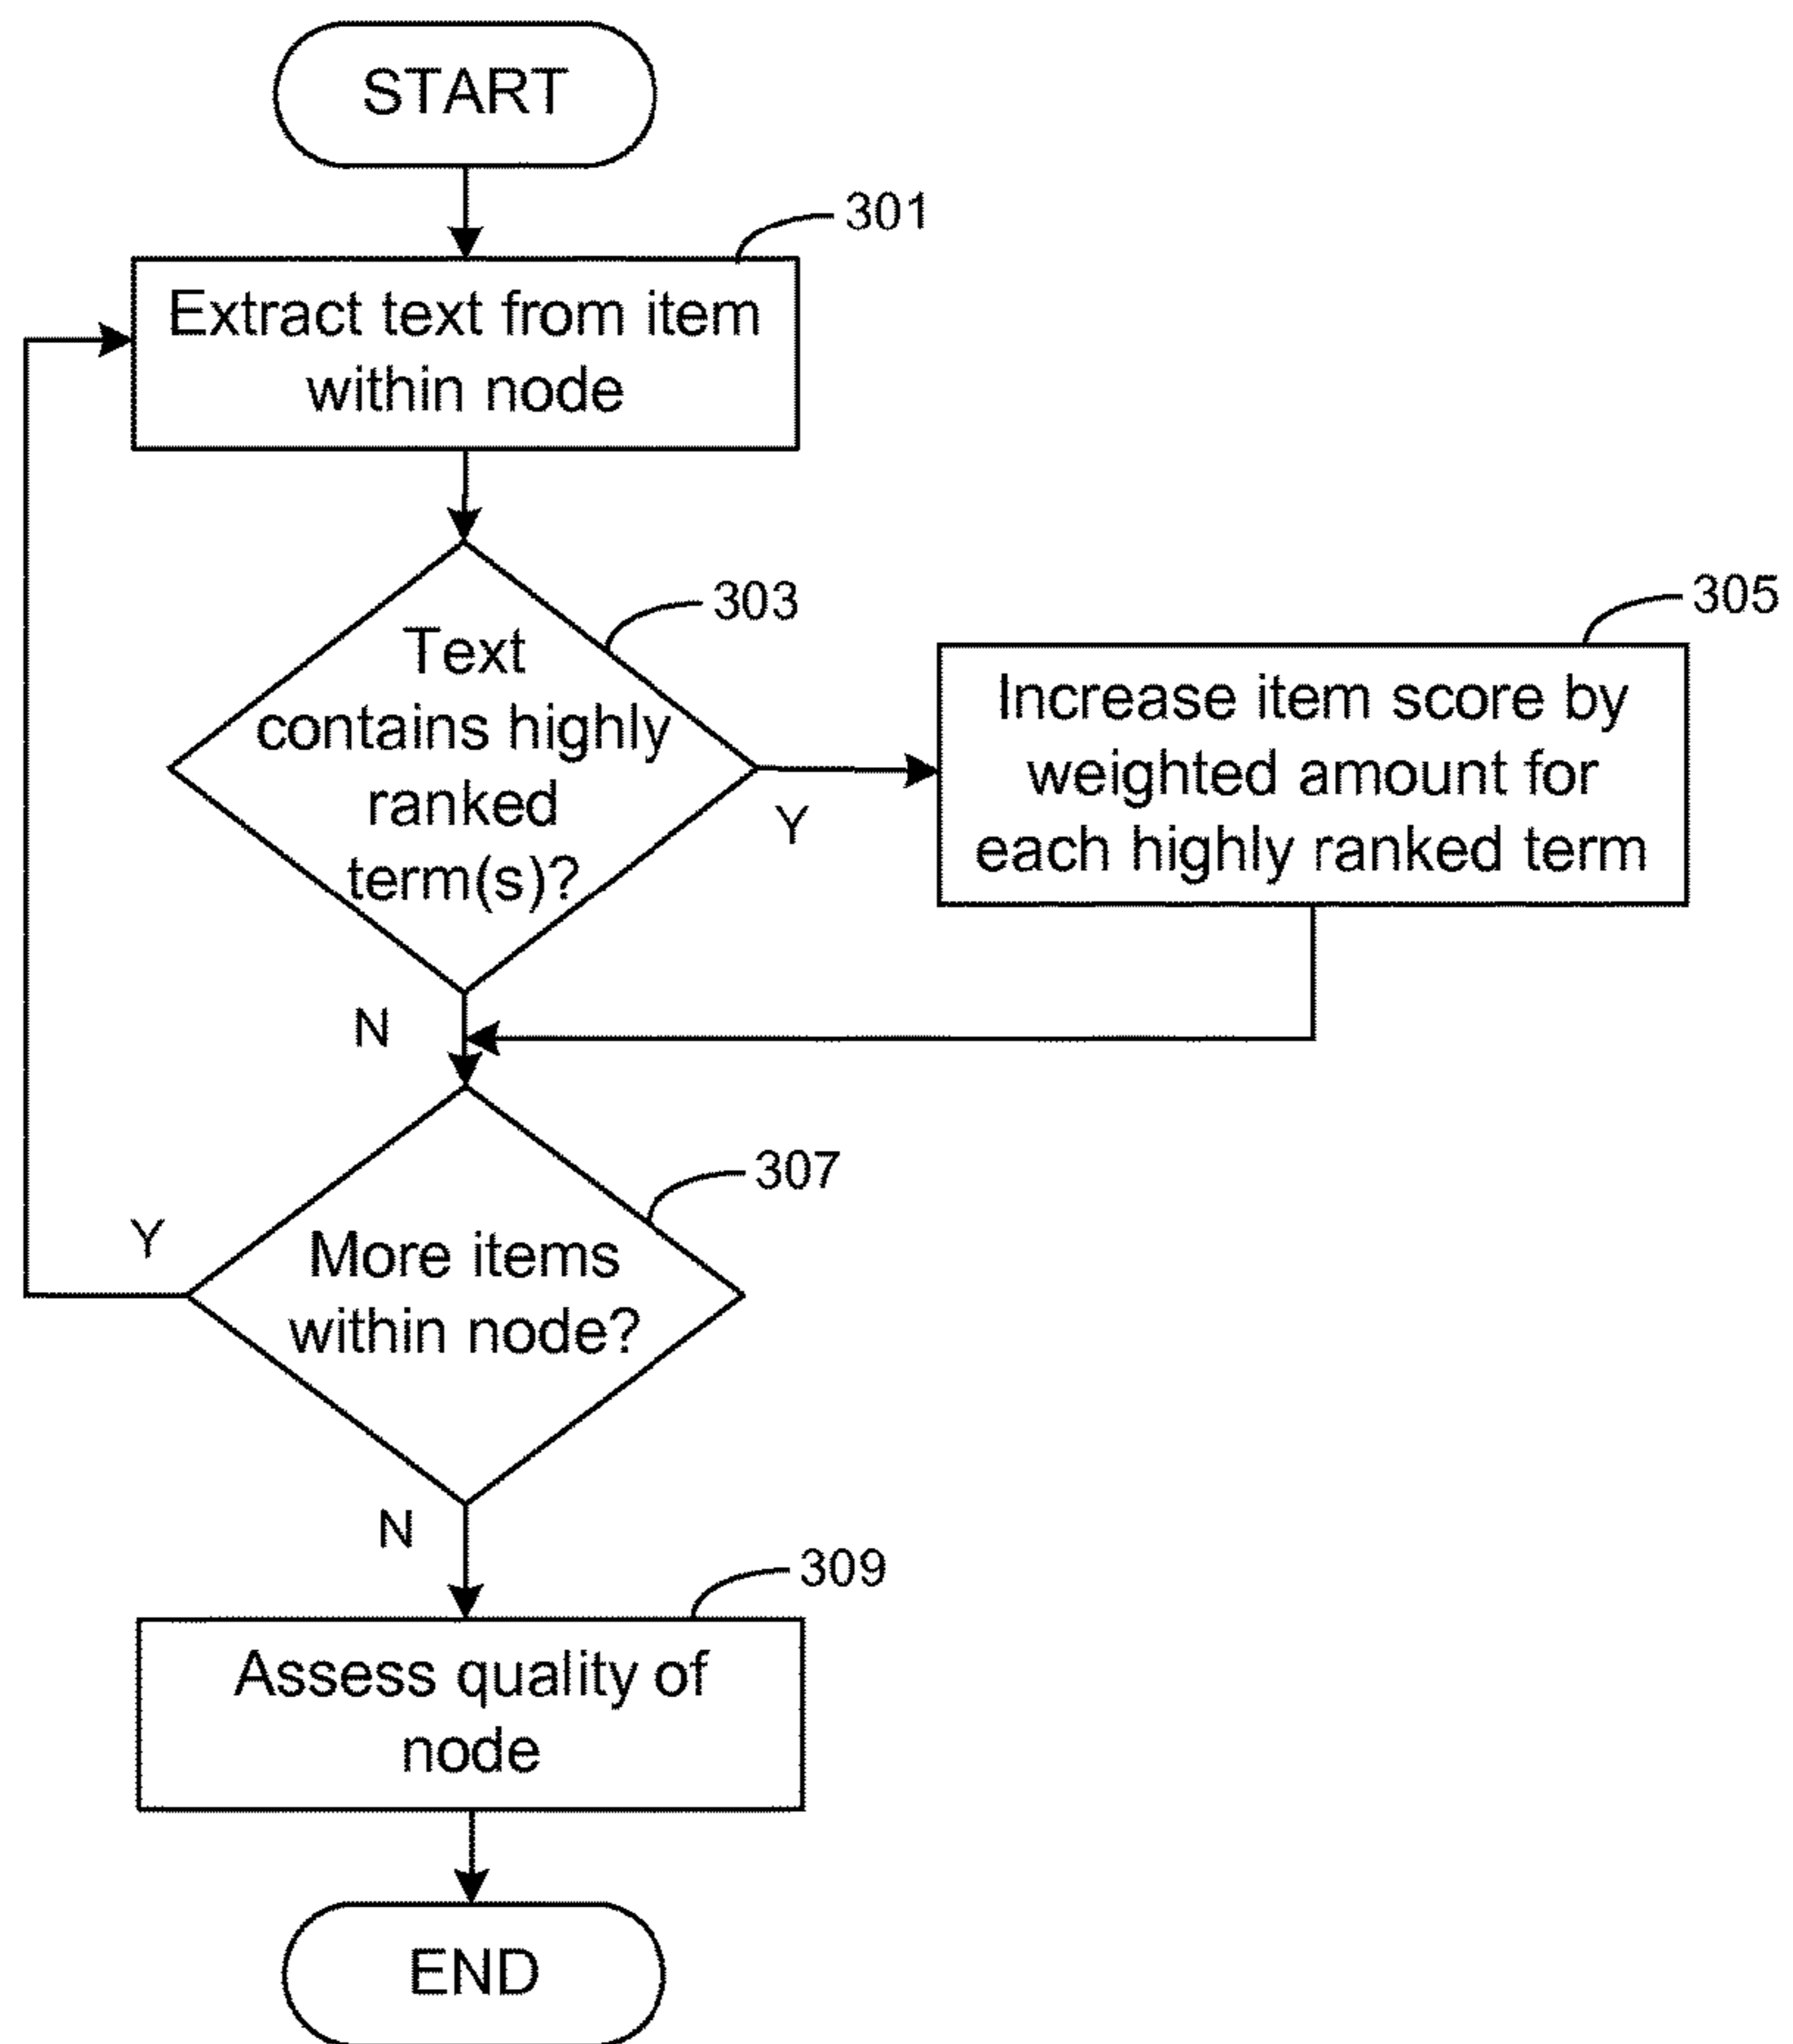 START
301
Extract text from item
within node
303
Text
contains highly
ranked
term(s)?
Y
305
Increase item score by
weighted amount for
each highly ranked term
N
307
More items
within node?
Y
N
309
Assess quality of
node
END